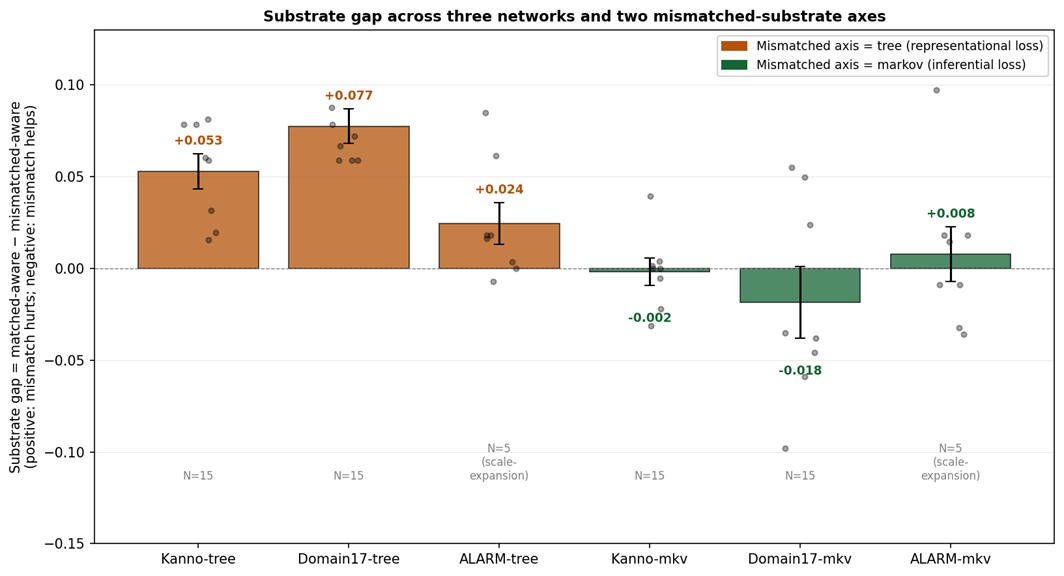 Substrate gap across three networks and two mismatched-substrate axes
Substrate gap = matched-aware − mismatched-aware
(positive: mismatch hurts; negative: mismatch helps)
Mismatched axis = tree (representational loss)
Mismatched axis = markov (inferential loss)
0.10
0.05
0.00
−0.05
−0.10
−0.15
+0.053
+0.077
+0.024
-0.002
-0.018
+0.008
N=15
N=15
N=5
(scale-
expansion)
N=15
N=15
N=5
(scale-
expansion)
Kanno-tree
Domain17-tree
ALARM-tree
Kanno-mkv
Domain17-mkv
ALARM-mkv